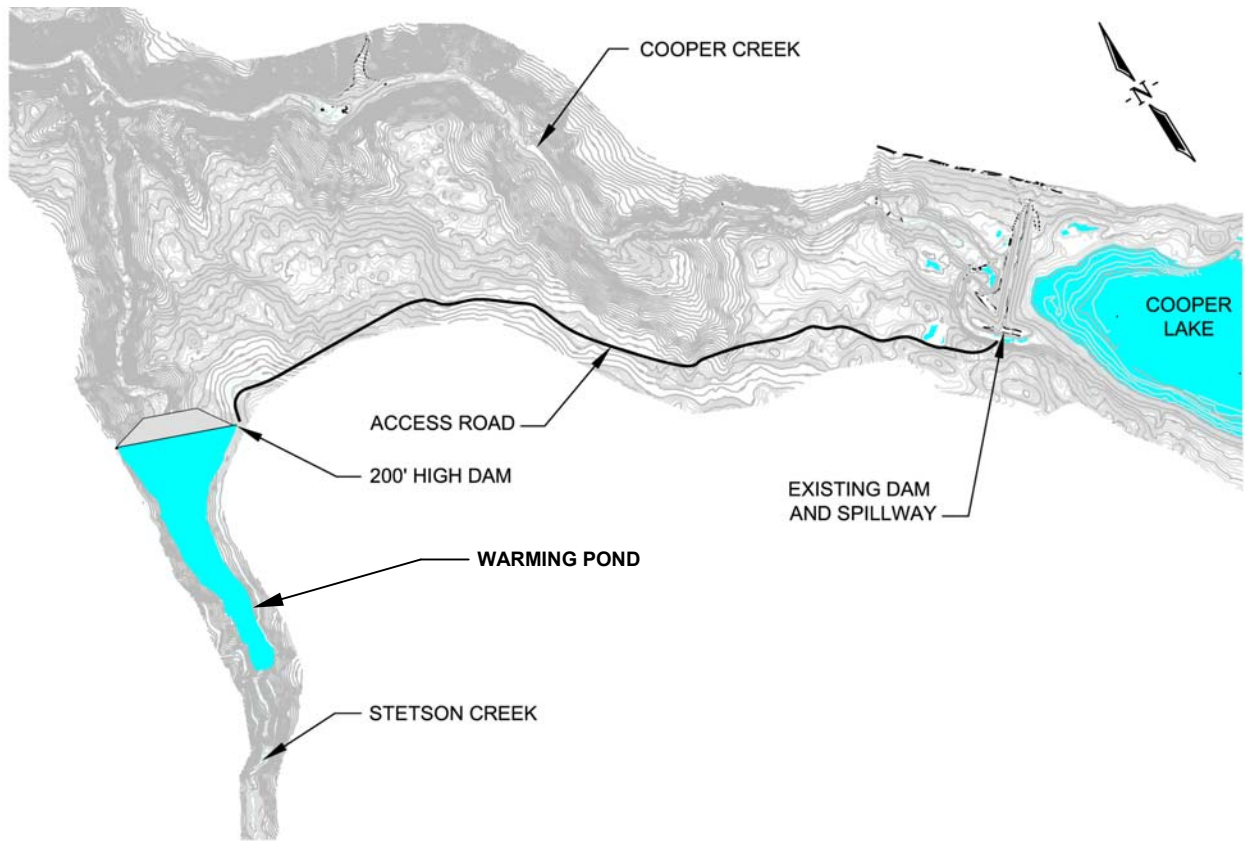 COOPER CREEK
-N-
COOPER
LAKE
ACCESS ROAD
200' HIGH DAM
EXISTING DAM
AND SPILLWAY
WARMING POND
STETSON CREEK